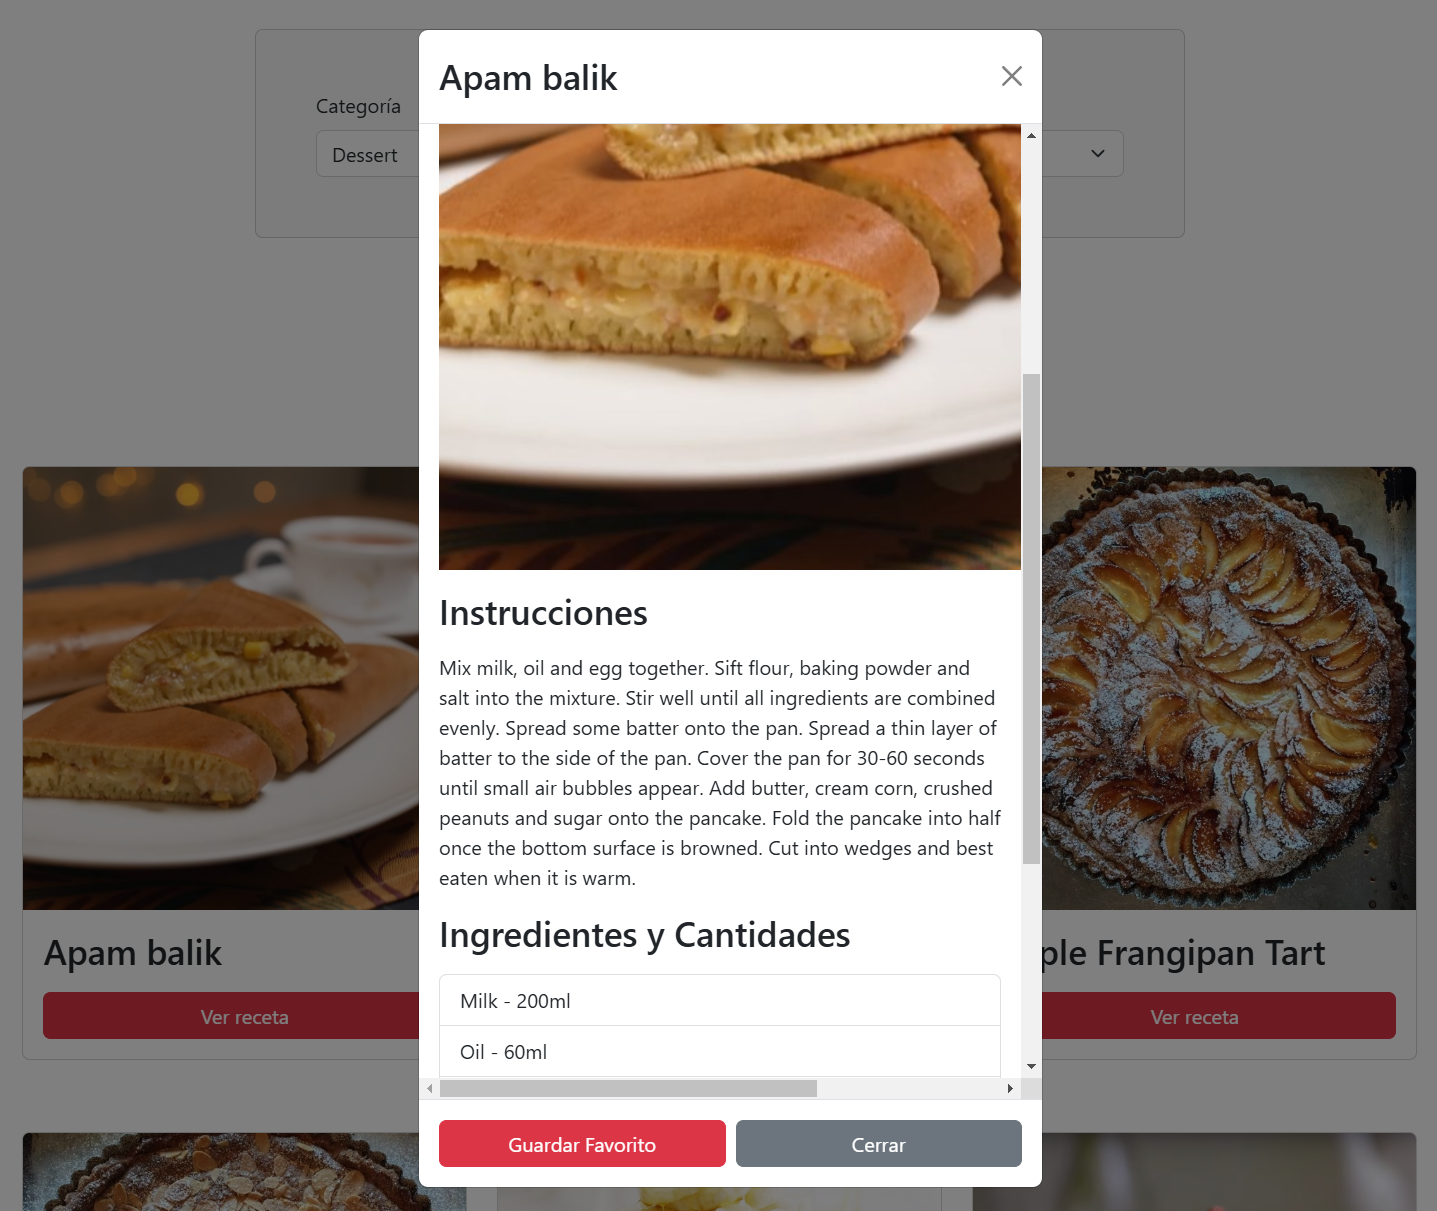 Apam balik
Categoría
Dessert
Instrucciones
Mix milk, oil and egg together. Sift flour, baking powder and
salt into the mixture. Stir well until all ingredients are combined
evenly. Spread some batter onto the pan. Spread a thin layer of
batter to the side of the pan. Cover the pan for 30-60 seconds
until small air bubbles appear. Add butter, cream corn, crushed
peanuts and sugar onto the pancake. Fold the pancake into half
once the bottom surface is browned. Cut into wedges and best
eaten when it is warm.
Ingredientes y Cantidades
Milk - 200ml
Oil - 60ml
Guardar Favorito
Cerrar
Apam balik
Ver receta
ple Frangipan Tart
Ver receta